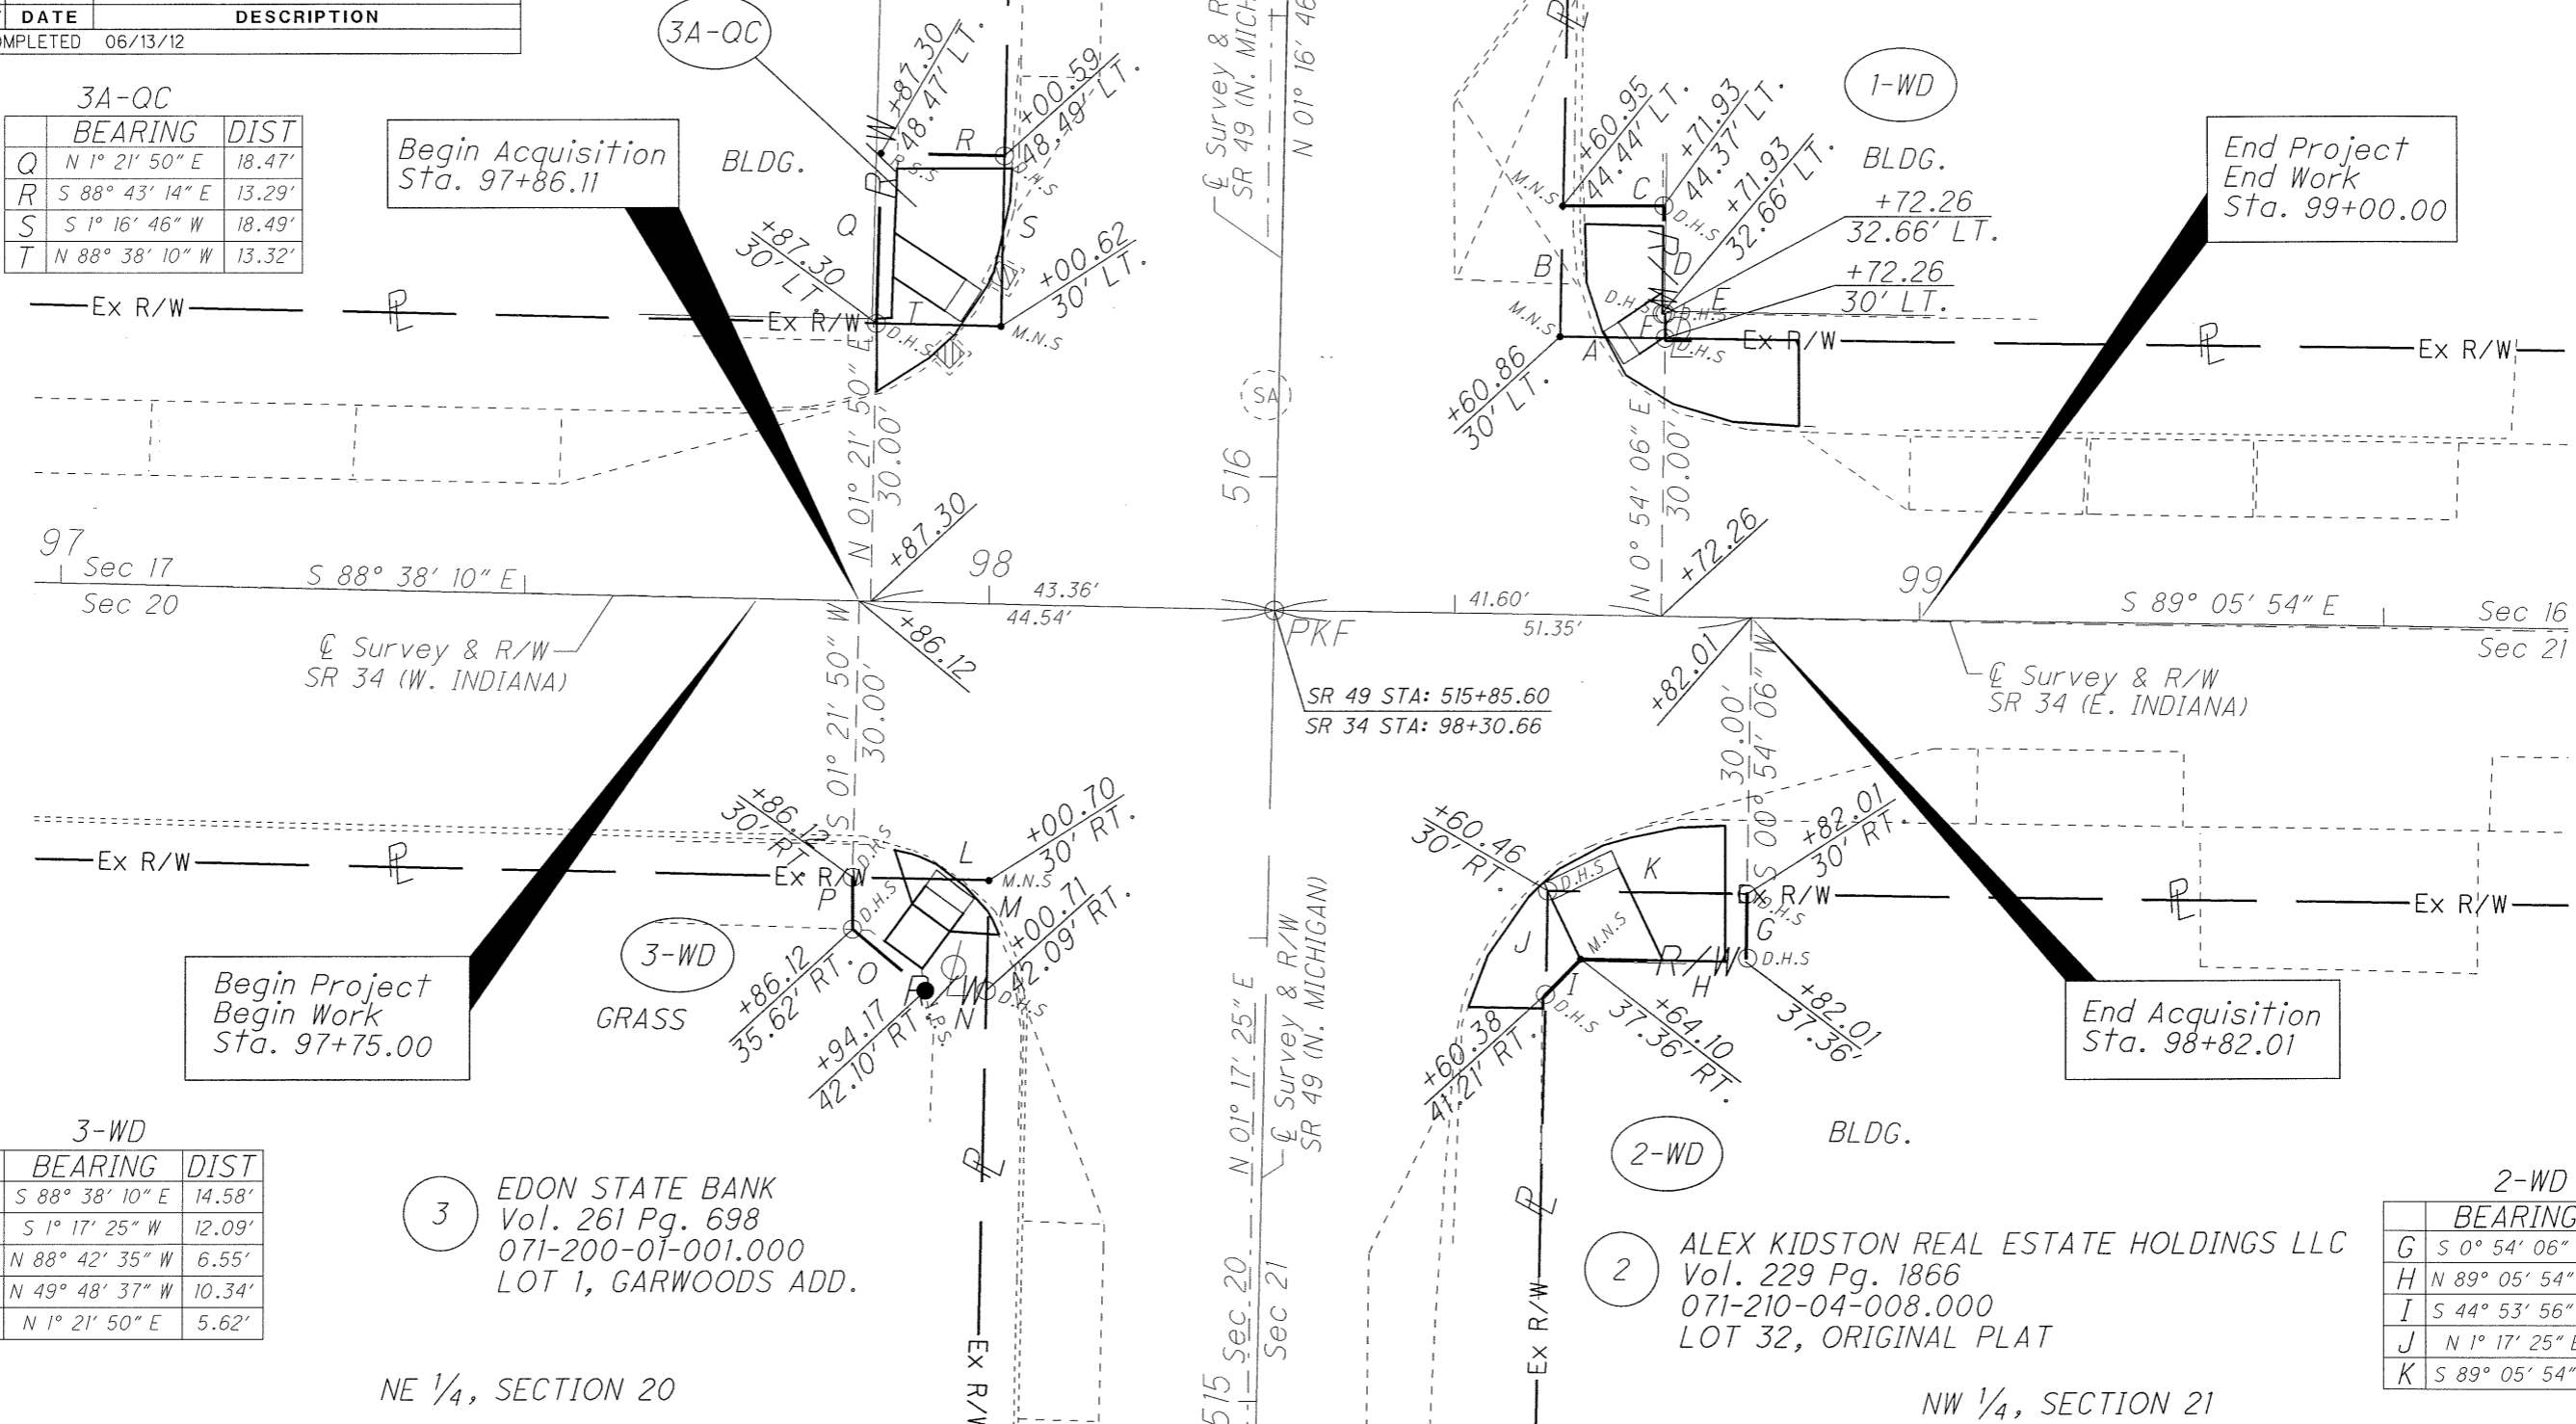 DATE DESCRIPTION
OMPLETED 06/13/12
3A-QC
BEARING DIST
Q N 1° 21' 50" E 18.47'
R S 88° 43' 14" E 13.29'
S S 1° 16' 46" W 18.49'
T N 88° 38' 10" W 13.32'
Begin Acquisition
Sta. 97+86.11
3A-QC
BLDG.
+87.30
48.47' LT.
R/W
R.S.S
R
+00.59
48.49' LT.
D.H.S
Q
S
T
+87.30
30' LT.
D.H.S
+00.62
30' LT.
M.N.S
Ex R/W
PL
Ex R/W
N 01° 21' 50" E
30.00'
℄ Survey & R
SR 49 (N. MICH
N 01° 16' 46
SA
516
PL
1-WD
BLDG.
+60.95
44.44' LT.
+71.93
44.37' LT.
+71.93
32.66' LT.
+72.26
32.66' LT.
+72.26
30' LT.
M.N.S
C
D.H.S
B
D
E
D.H.S
D.H.S
M.N.S
A
F
D.H.S
+60.86
30' LT.
Ex R/W
PL
Ex R/W
N 0° 54' 06" E
30.00'
End Project
End Work
Sta. 99+00.00
97
Sec 17
Sec 20
S 88° 38' 10" E
+87.30
98
43.36'
44.54'
+86.12
PKF
41.60'
51.35'
+72.26
+82.01
99
S 89° 05' 54" E
Sec 16
Sec 21
℄ Survey & R/W
SR 34 (W. INDIANA)
SR 49 STA: 515+85.60
SR 34 STA: 98+30.66
℄ Survey & R/W
SR 34 (E. INDIANA)
S 01° 21' 50" W
30.00'
S 00° 54' 06" W
30.00'
+86.12
30' RT.
D.H.S
L
+00.70
30' RT.
M.N.S
M
+00.71
42.09' RT.
D.H.S
Ex R/W
PL
Ex R/W
P
D.H.S
O
N
+86.12
35.62' RT.
+94.17
42.10' RT.
3-WD
GRASS
Begin Project
Begin Work
Sta. 97+75.00
+60.46
30' RT.
D.H.S
K
+82.01
30' RT.
Ex R/W
D.H.S
PL
Ex R/W
J
M.N.S
R/W
G
D.H.S
I
H
D.H.S
+60.38
41.21' RT.
+64.10
37.36' RT.
+82.01
37.36'
End Acquisition
Sta. 98+82.01
N 01° 17' 25" E
℄ Survey & R/W
SR 49 (N. MICHIGAN)
Sec 20
Sec 21
515
3-WD
BEARING DIST
S 88° 38' 10" E 14.58'
S 1° 17' 25" W 12.09'
N 88° 42' 35" W 6.55'
N 49° 48' 37" W 10.34'
N 1° 21' 50" E 5.62'
3
EDON STATE BANK
Vol. 261 Pg. 698
071-200-01-001.000
LOT 1, GARWOODS ADD.
NE 1/4, SECTION 20
PL
Ex R/W
PL
Ex R/W
2-WD
BLDG.
2
ALEX KIDSTON REAL ESTATE HOLDINGS LLC
Vol. 229 Pg. 1866
071-210-04-008.000
LOT 32, ORIGINAL PLAT
NW 1/4, SECTION 21
2-WD
BEARING
G S 0° 54' 06"
H N 89° 05' 54"
I S 44° 53' 56"
J N 1° 17' 25" E
K S 89° 05' 54"